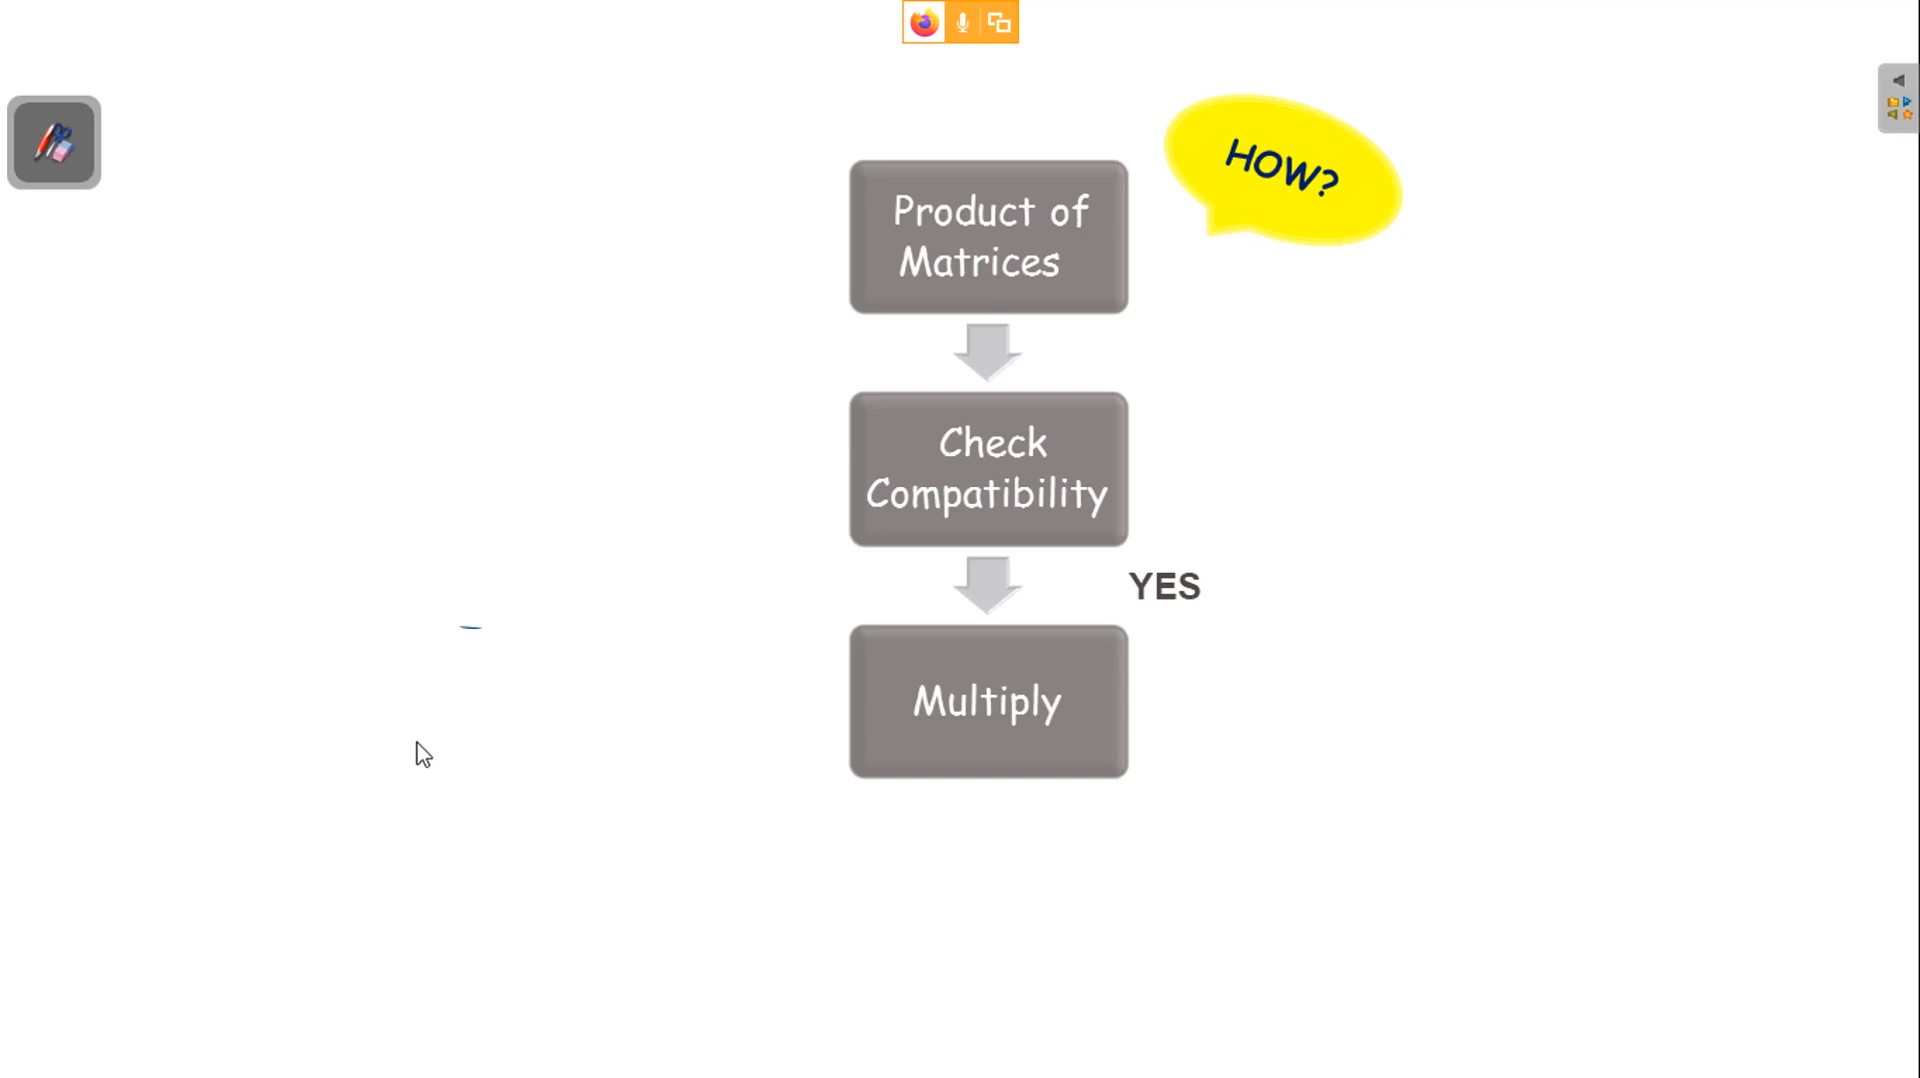 HOW?
Product of
Matrices
Check
Compatibility
YES
Multiply